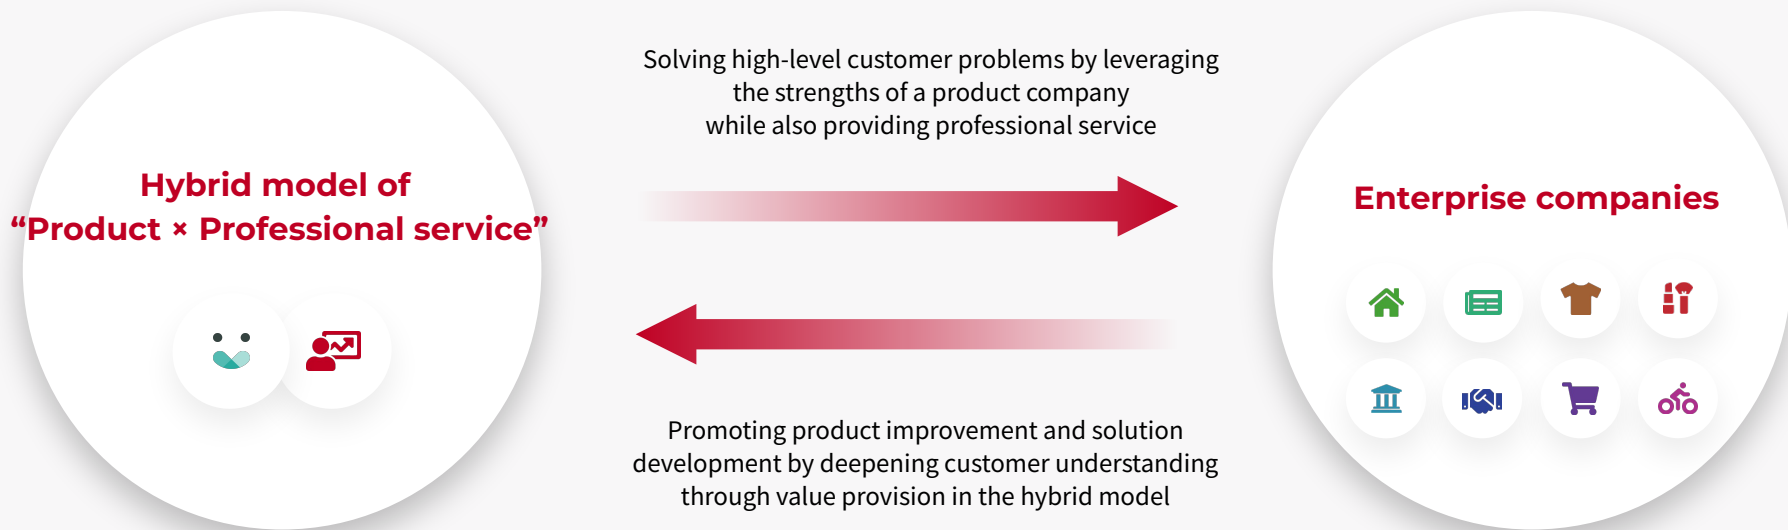 Hybrid model of
“Product × Professional service”
Solving high-level customer problems by leveraging
the strengths of a product company
while also providing professional service
Promoting product improvement and solution
development by deepening customer understanding
through value provision in the hybrid model
Enterprise companies